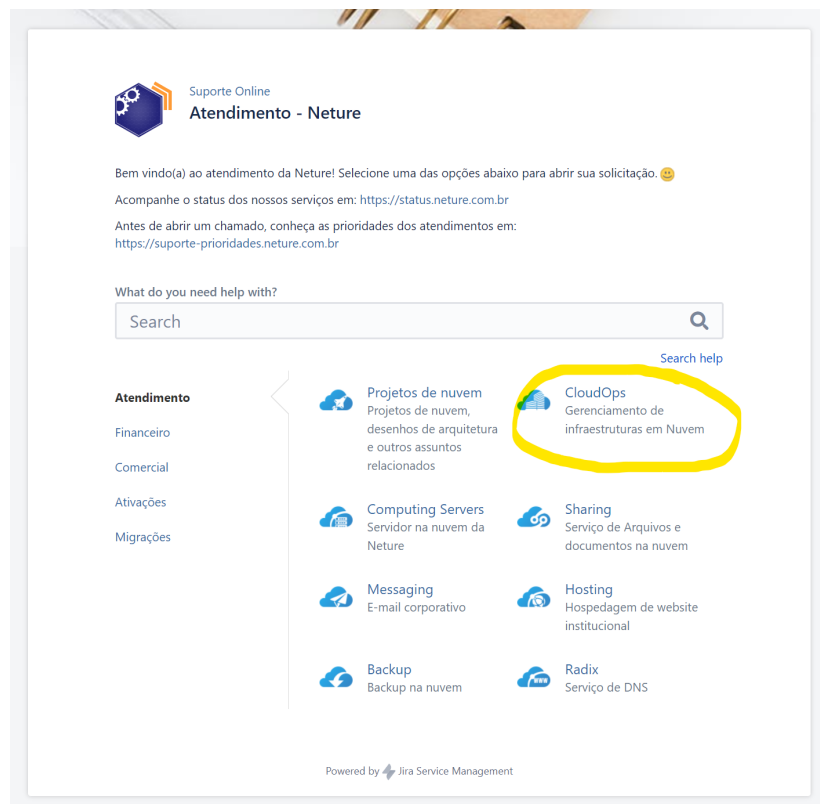 Suporte Online
Atendimento - Neture
Bem vindo(a) ao atendimento da Neture! Selecione uma das opções abaixo para abrir sua solicitação.
Acompanhe o status dos nossos serviços em: https://status.neture.com.br
Antes de abrir um chamado, conheça as prioridades dos atendimentos em:
https://suporte-prioridades.neture.com.br
What do you need help with?
Search
Search help
Atendimento
Financeiro
Comercial
Ativações
Migrações
Projetos de nuvem
Projetos de nuvem,
desenhos de arquitetura
e outros assuntos
relacionados
CloudOps
Gerenciamento de
infraestruturas em Nuvem
Computing Servers
Servidor na nuvem da
Neture
Sharing
Serviço de Arquivos e
documentos na nuvem
Messaging
E-mail corporativo
Hosting
Hospedagem de website
institucional
Backup
Backup na nuvem
Radix
Serviço de DNS
Powered by Jira Service Management